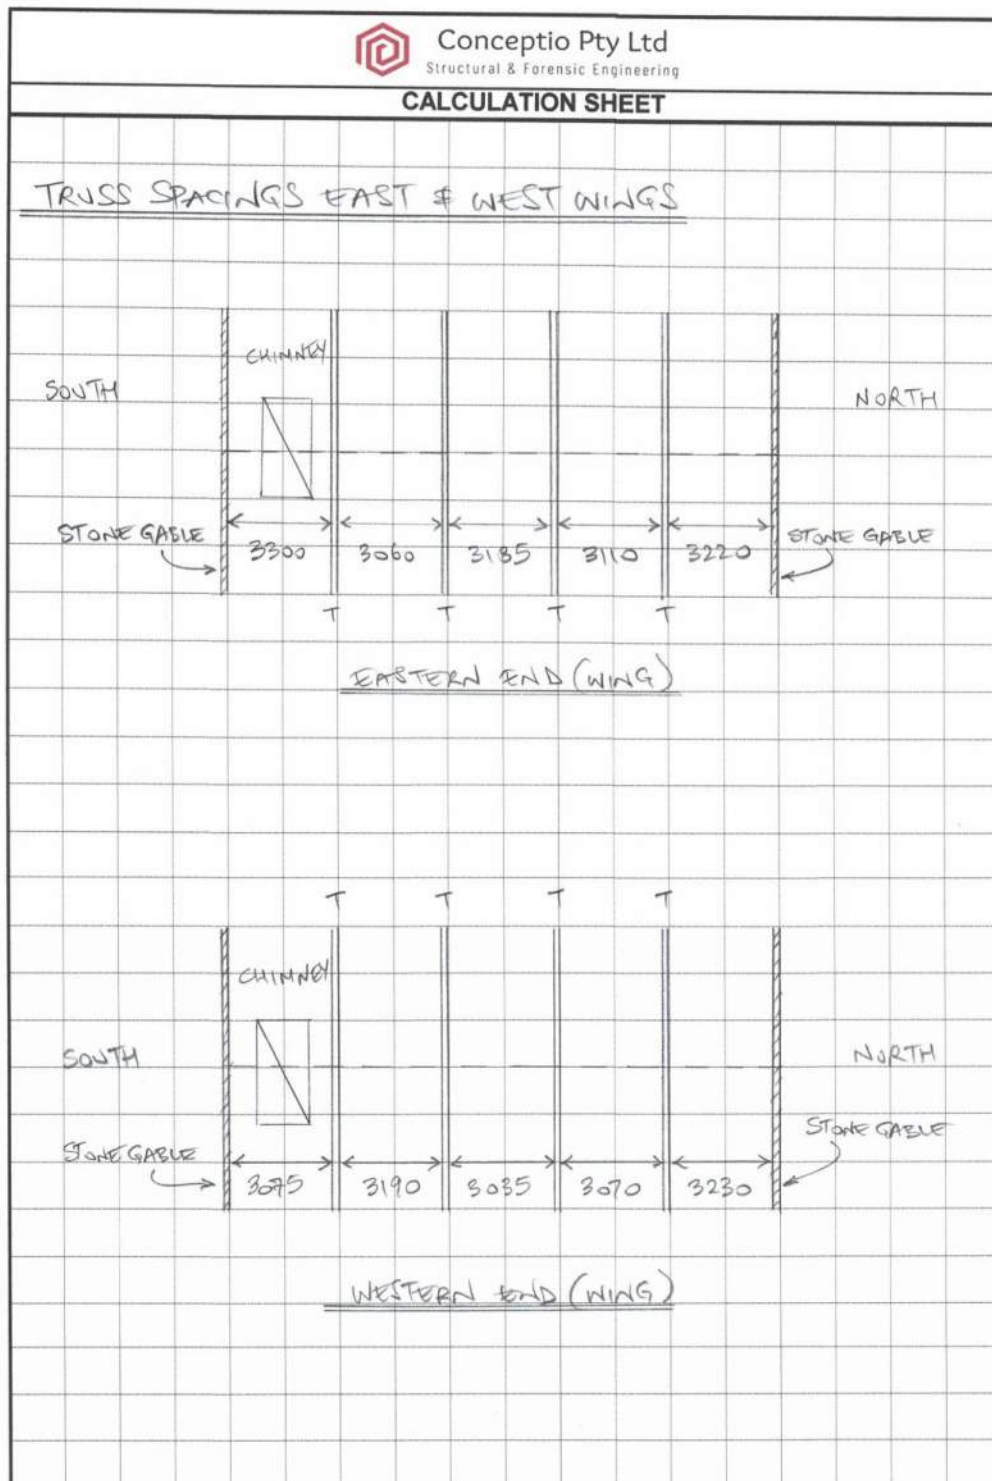 Conceptio Pty Ltd
Structural & Forensic Engineering
CALCULATION SHEET
TRUSS SPACINGS EAST & WEST WINGS
CHIMNEY
SOUTH
NORTH
STONE GABLE
3300 3060 3185 3110 3220
STONE GABLE
T T T T
EASTERN END (WING)
T T T T
CHIMNEY
SOUTH
NORTH
STONE GABLE
STONE GABLE
3075 3190 3035 3070 3230
WESTERN END (WING)